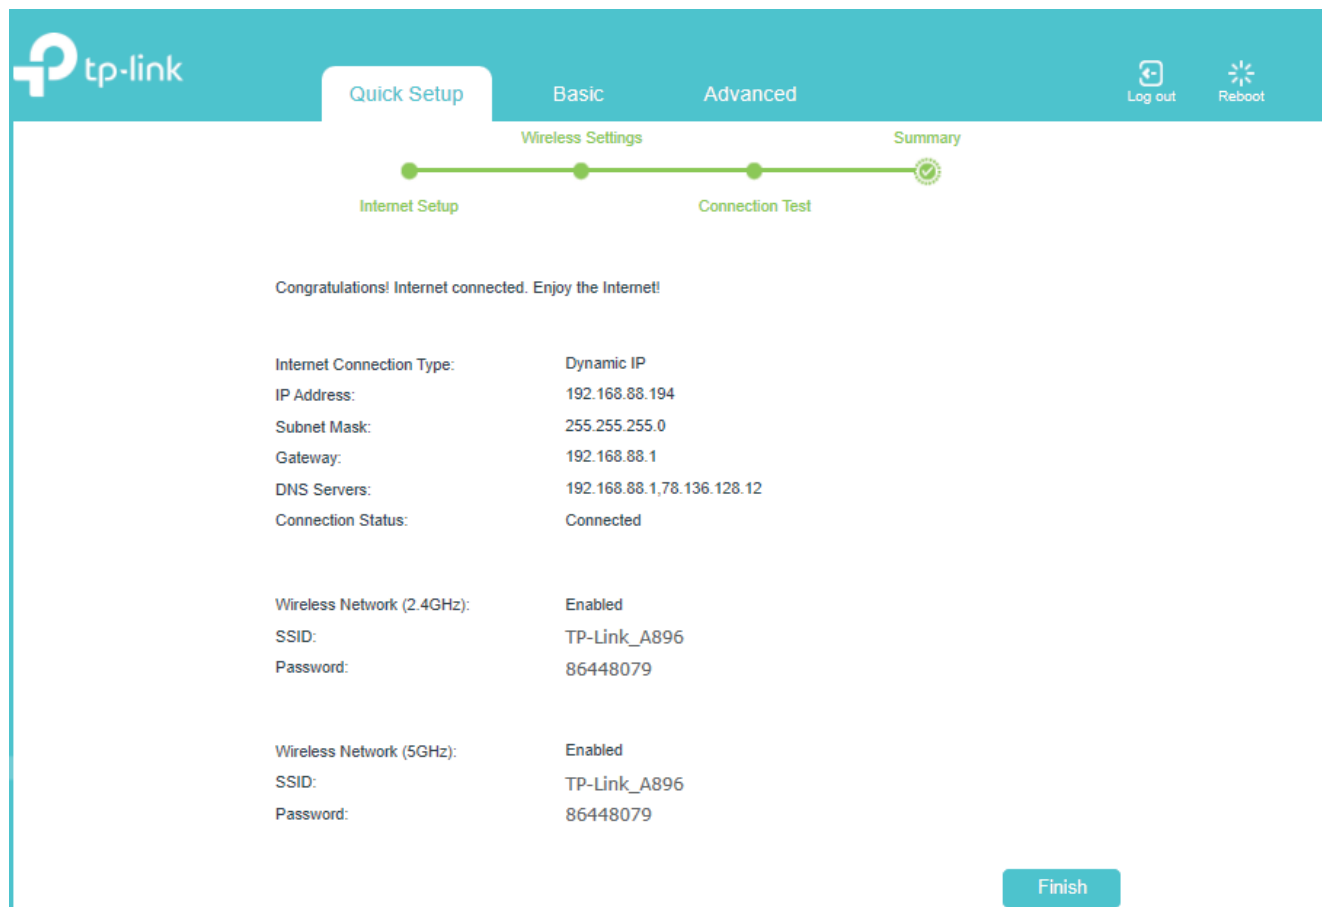 tp-link
Quick Setup Basic Advanced Log out Reboot
Wireless Settings Summary
Internet Setup Connection Test
Congratulations! Internet connected. Enjoy the Internet!
Internet Connection Type: Dynamic IP
IP Address: 192.168.88.194
Subnet Mask: 255.255.255.0
Gateway: 192.168.88.1
DNS Servers: 192.168.88.1,78.136.128.12
Connection Status: Connected
Wireless Network (2.4GHz): Enabled
SSID: TP-Link_A896
Password: 86448079
Wireless Network (5GHz): Enabled
SSID: TP-Link_A896
Password: 86448079
Finish